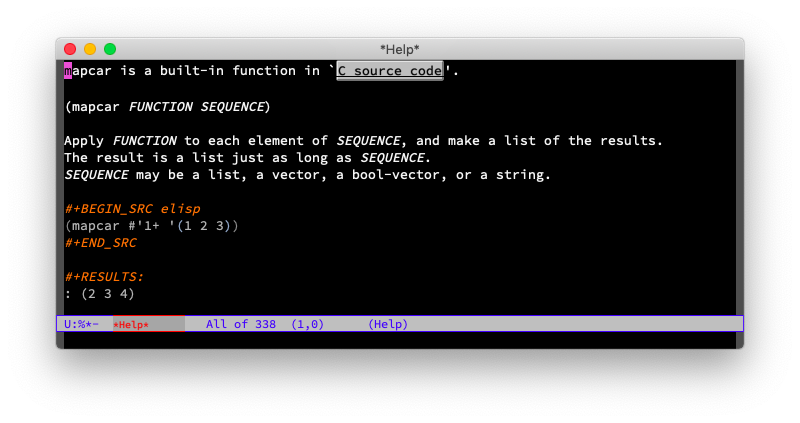 *Help*
mapcar is a built-in function in `C source code'.
(mapcar FUNCTION SEQUENCE)
Apply FUNCTION to each element of SEQUENCE, and make a list of the results.
The result is a list just as long as SEQUENCE.
SEQUENCE may be a list, a vector, a bool-vector, or a string.
#+BEGIN_SRC elisp
(mapcar #'1+ '(1 2 3))
#+END_SRC
#+RESULTS:
: (2 3 4)
U:%*- *Help* All of 338 (1,0) (Help)